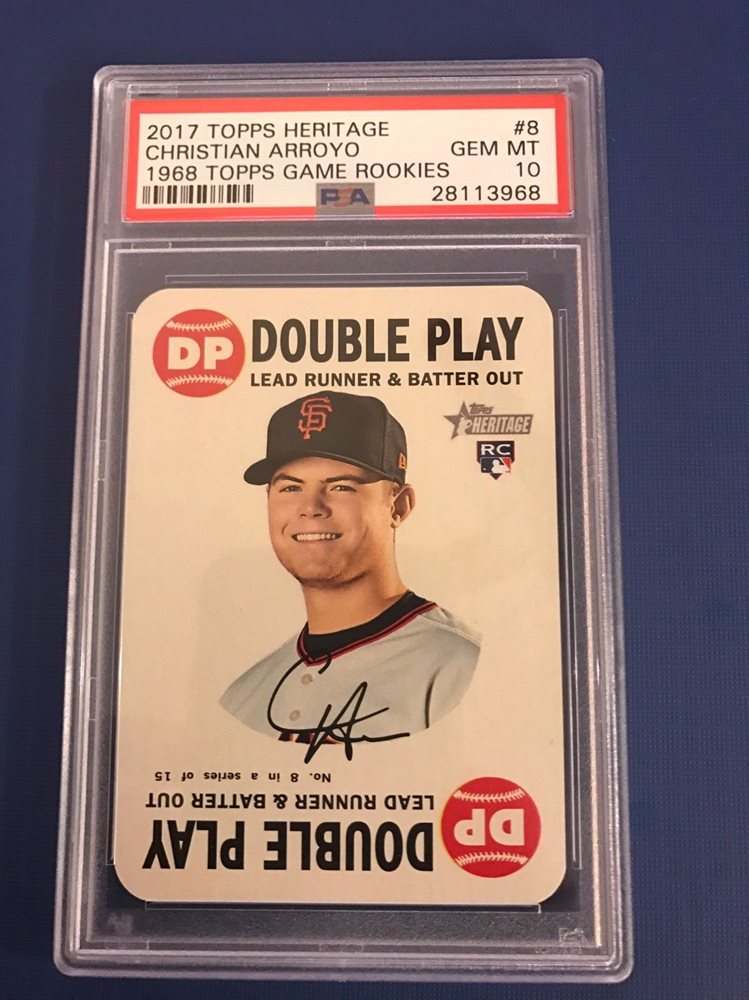 2017 TOPPS HERITAGE #8
CHRISTIAN ARROYO GEM MT
1968 TOPPS GAME ROOKIES 10
PSA 28113968
DP DOUBLE PLAY
LEAD RUNNER & BATTER OUT
Topps
HERITAGE
RC
SF
CA
No. 8 in a series of 15
LEAD RUNNER & BATTER OUT
DOUBLE PLAY DP